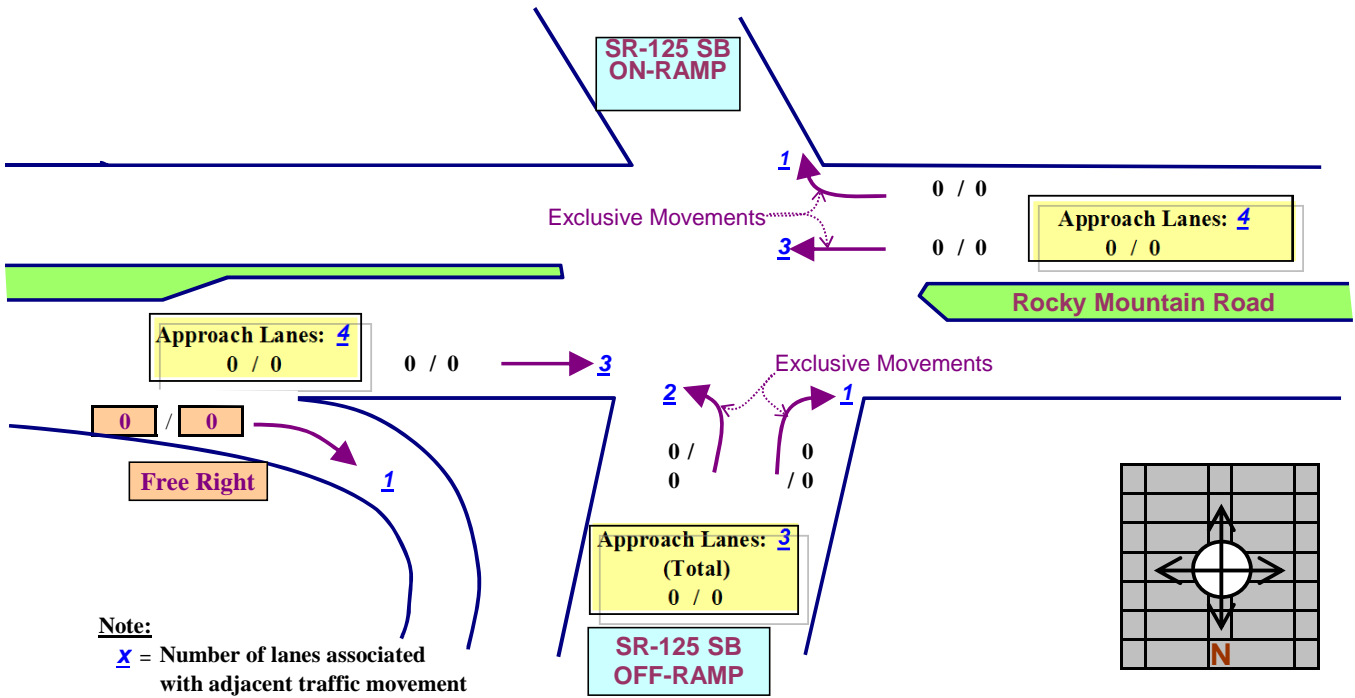 SR-125 SB
ON-RAMP
1
0 / 0
Exclusive Movements
Approach Lanes: 4
0 / 0
3
0 / 0
Rocky Mountain Road
Approach Lanes: 4
0 / 0
0 / 0
3
Exclusive Movements
2
1
0 / 0
Free Right
1
0 /
0
0
/ 0
Approach Lanes: 3
(Total)
0 / 0
SR-125 SB
OFF-RAMP
Note:
x = Number of lanes associated
with adjacent traffic movement
N